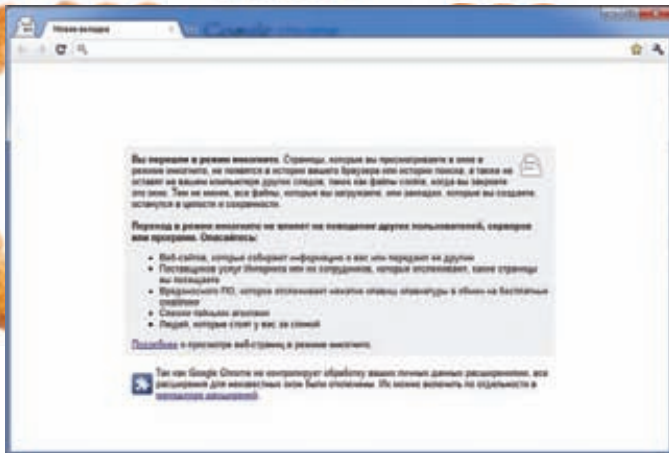 Новая вкладка
Вы перешли в режим инкогнито. Страницы, которые вы просматриваете в окне в
режиме инкогнито, не появятся в истории вашего браузера или истории поиска, а также не
оставят на вашем компьютере других следов, таких как файлы cookie, когда вы закроете
это окно. Тем не менее, все файлы, которые вы загружаете, или закладки, которые вы создаете,
останутся в целости и сохранности.
Переход в режим инкогнито не влияет на поведение других пользователей, серверов
или программ. Опасайтесь:
Веб-сайтов, которые собирают информацию о вас или передают ее другим
Поставщиков услуг Интернета или их сотрудников, которые отслеживают, какие страницы
вы посещаете
Вредоносного ПО, которое отслеживает нажатия клавиш клавиатуры в обмен на бесплатные
смайлики
Слежки тайными агентами
Людей, которые стоят у вас за спиной
Подробнее о просмотре веб-страниц в режиме инкогнито.
Так как Google Chrome не контролирует обработку ваших личных данных расширениями, все
расширения для неизвестных окон были отключены. Их можно включить по отдельности в
менеджере расширений.